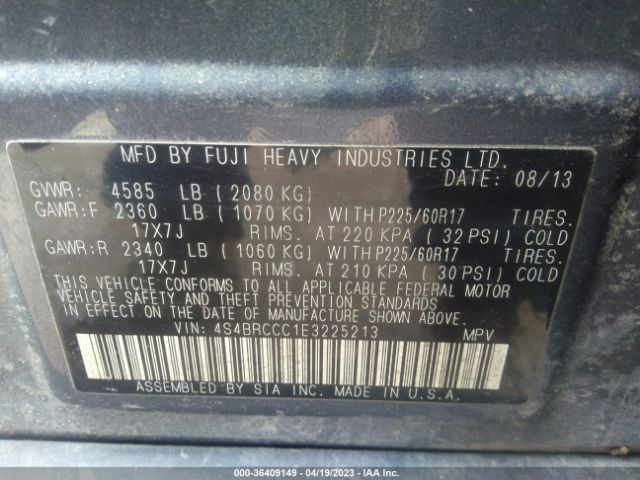 MFD BY FUJI HEAVY INDUSTRIES LTD.
DATE: 08/13
GVWR: 4585 LB (2080 KG)
GAWR:F 2360 LB (1070 KG) WITH P225/60R17 TIRES.
17X7J RIMS. AT 220 KPA (32 PSI) COLD
GAWR:R 2340 LB (1060 KG) WITH P225/60R17 TIRES.
17X7J RIMS. AT 210 KPA (30 PSI) COLD
THIS VEHICLE CONFORMS TO ALL APPLICABLE FEDERAL MOTOR
VEHICLE SAFETY AND THEFT PREVENTION STANDARDS
IN EFFECT ON THE DATE OF MANUFACTURE SHOWN ABOVE.
VIN: 4S4BRCCC1E3225213 MPV
ASSEMBLED BY SIA INC. MADE IN U.S.A.
000-36409149 - 04/19/2023 - IAA Inc.